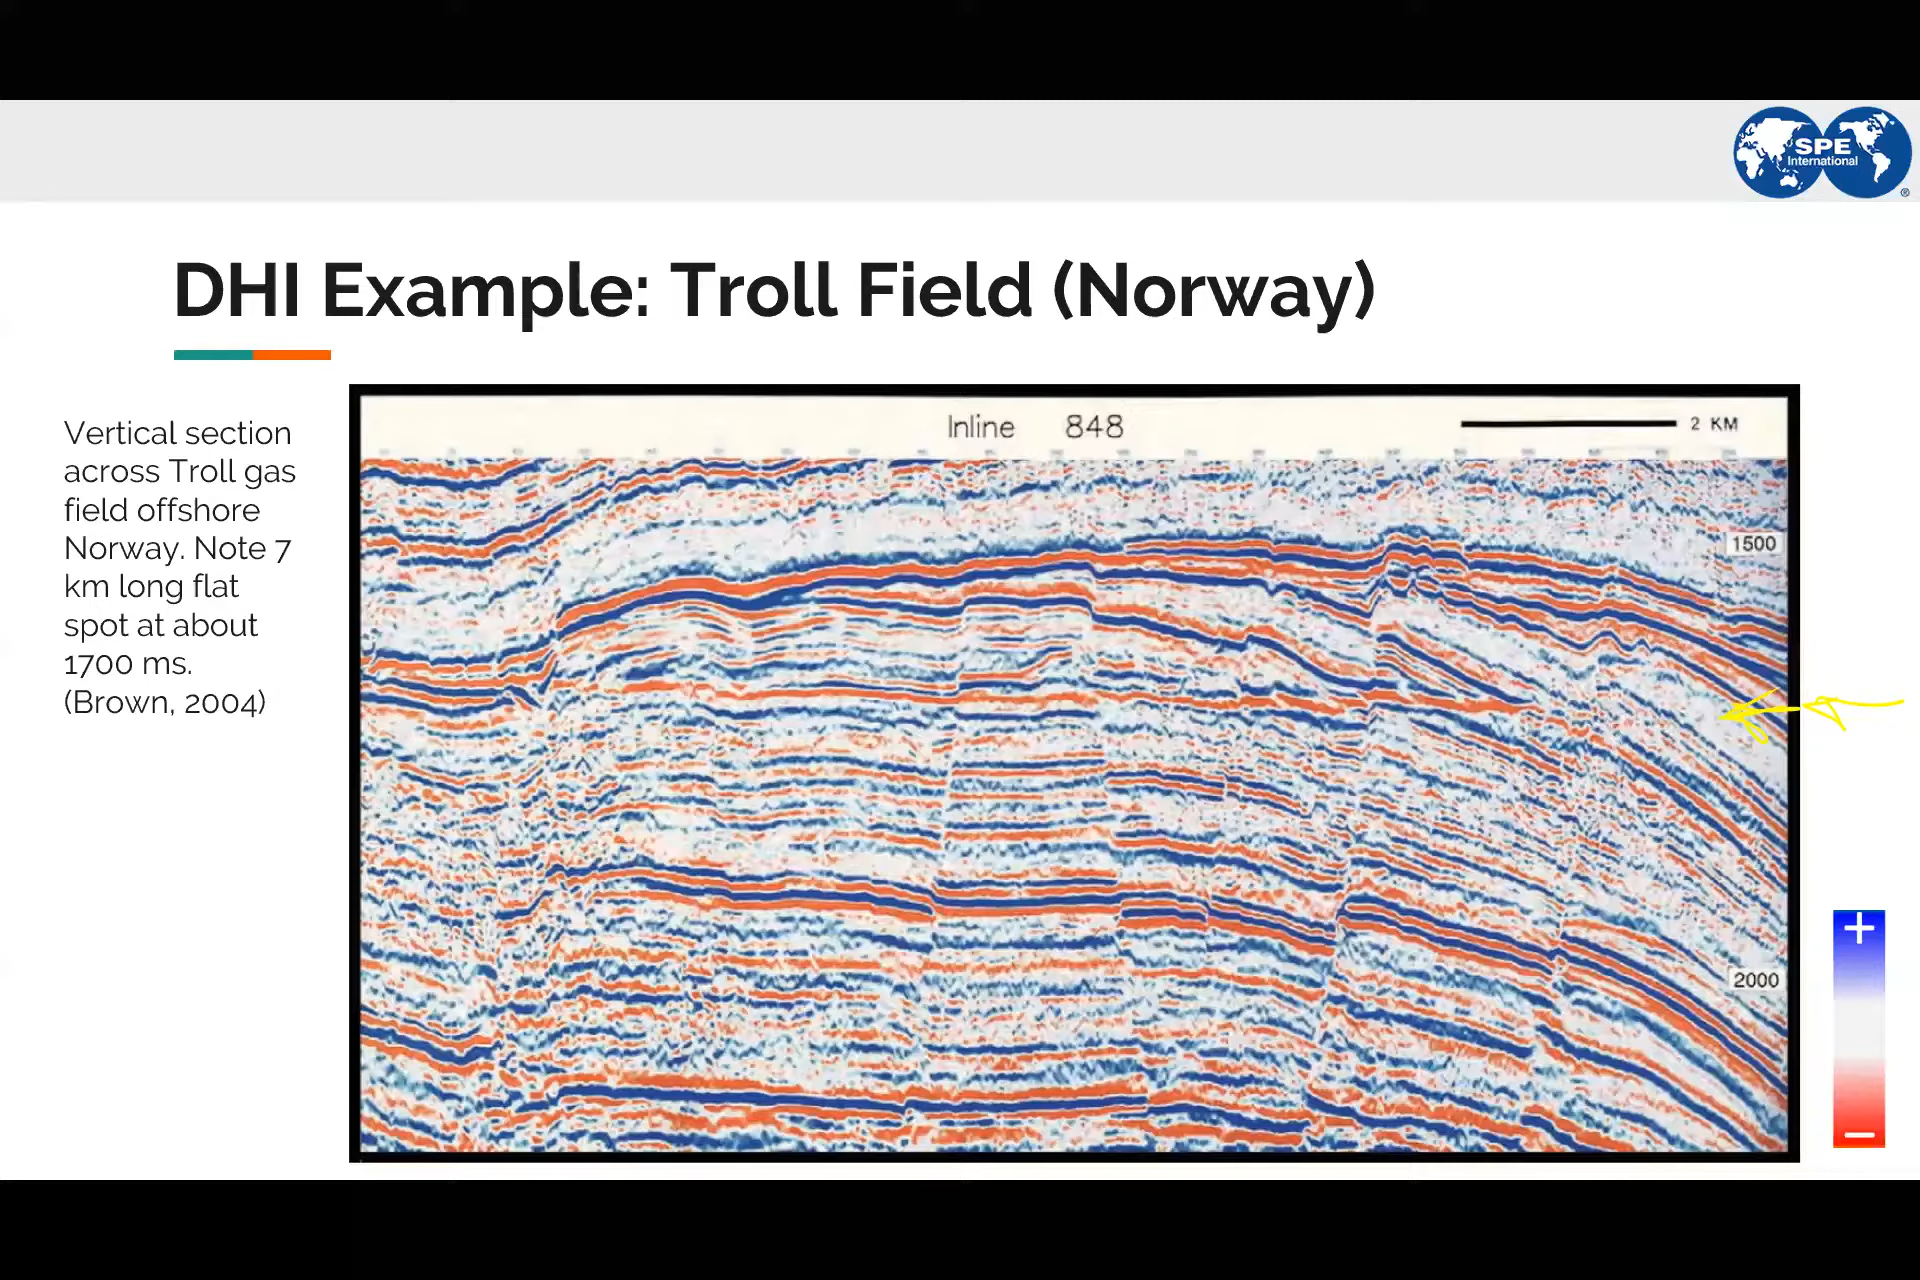 SPE
International
®
DHI Example: Troll Field (Norway)
Vertical section
across Troll gas
field offshore
Norway. Note 7
km long flat
spot at about
1700 ms.
(Brown, 2004)
Inline 848
2 KM
1500
2000
+
−